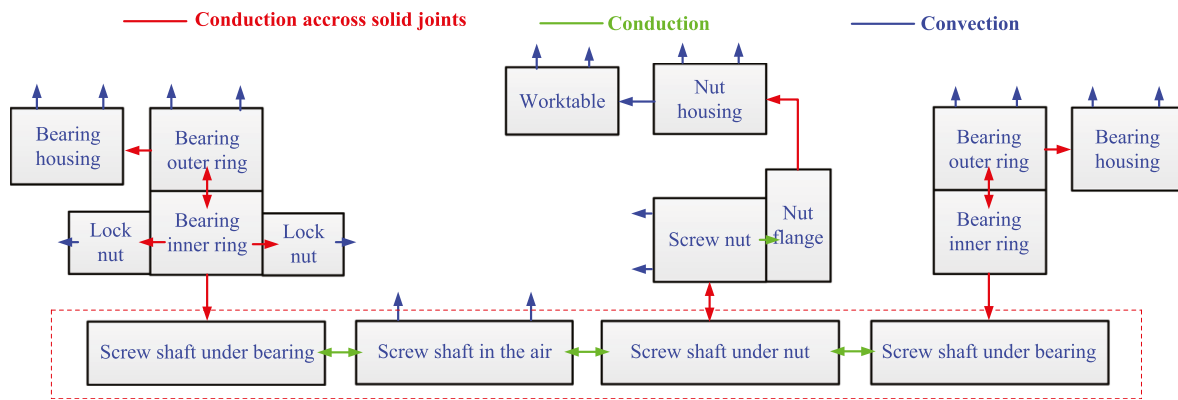 Conduction accross solid joints
Conduction
Convection
Worktable
Nut
housing
Bearing
housing
Bearing
outer ring
Bearing
outer ring
Bearing
housing
Lock
nut
Bearing
inner ring
Lock
nut
Screw nut
Nut
flange
Bearing
inner ring
Screw shaft under bearing
Screw shaft in the air
Screw shaft under nut
Screw shaft under bearing